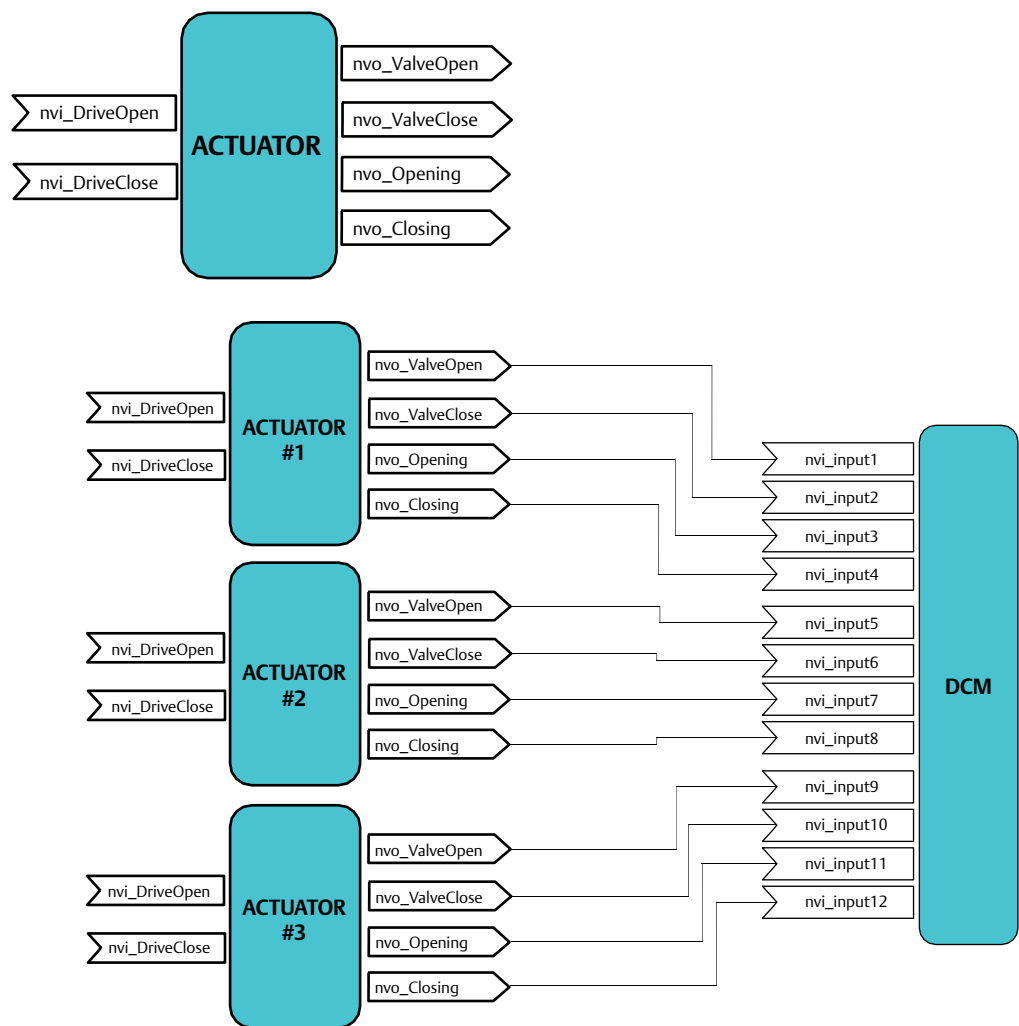 nvi_DriveOpen
nvi_DriveClose
ACTUATOR
nvo_ValveOpen
nvo_ValveClose
nvo_Opening
nvo_Closing
nvi_DriveOpen
nvi_DriveClose
ACTUATOR
#1
nvo_ValveOpen
nvo_ValveClose
nvo_Opening
nvo_Closing
nvi_DriveOpen
nvi_DriveClose
ACTUATOR
#2
nvo_ValveOpen
nvo_ValveClose
nvo_Opening
nvo_Closing
nvi_DriveOpen
nvi_DriveClose
ACTUATOR
#3
nvo_ValveOpen
nvo_ValveClose
nvo_Opening
nvo_Closing
nvi_input1
nvi_input2
nvi_input3
nvi_input4
nvi_input5
nvi_input6
nvi_input7
nvi_input8
nvi_input9
nvi_input10
nvi_input11
nvi_input12
DCM